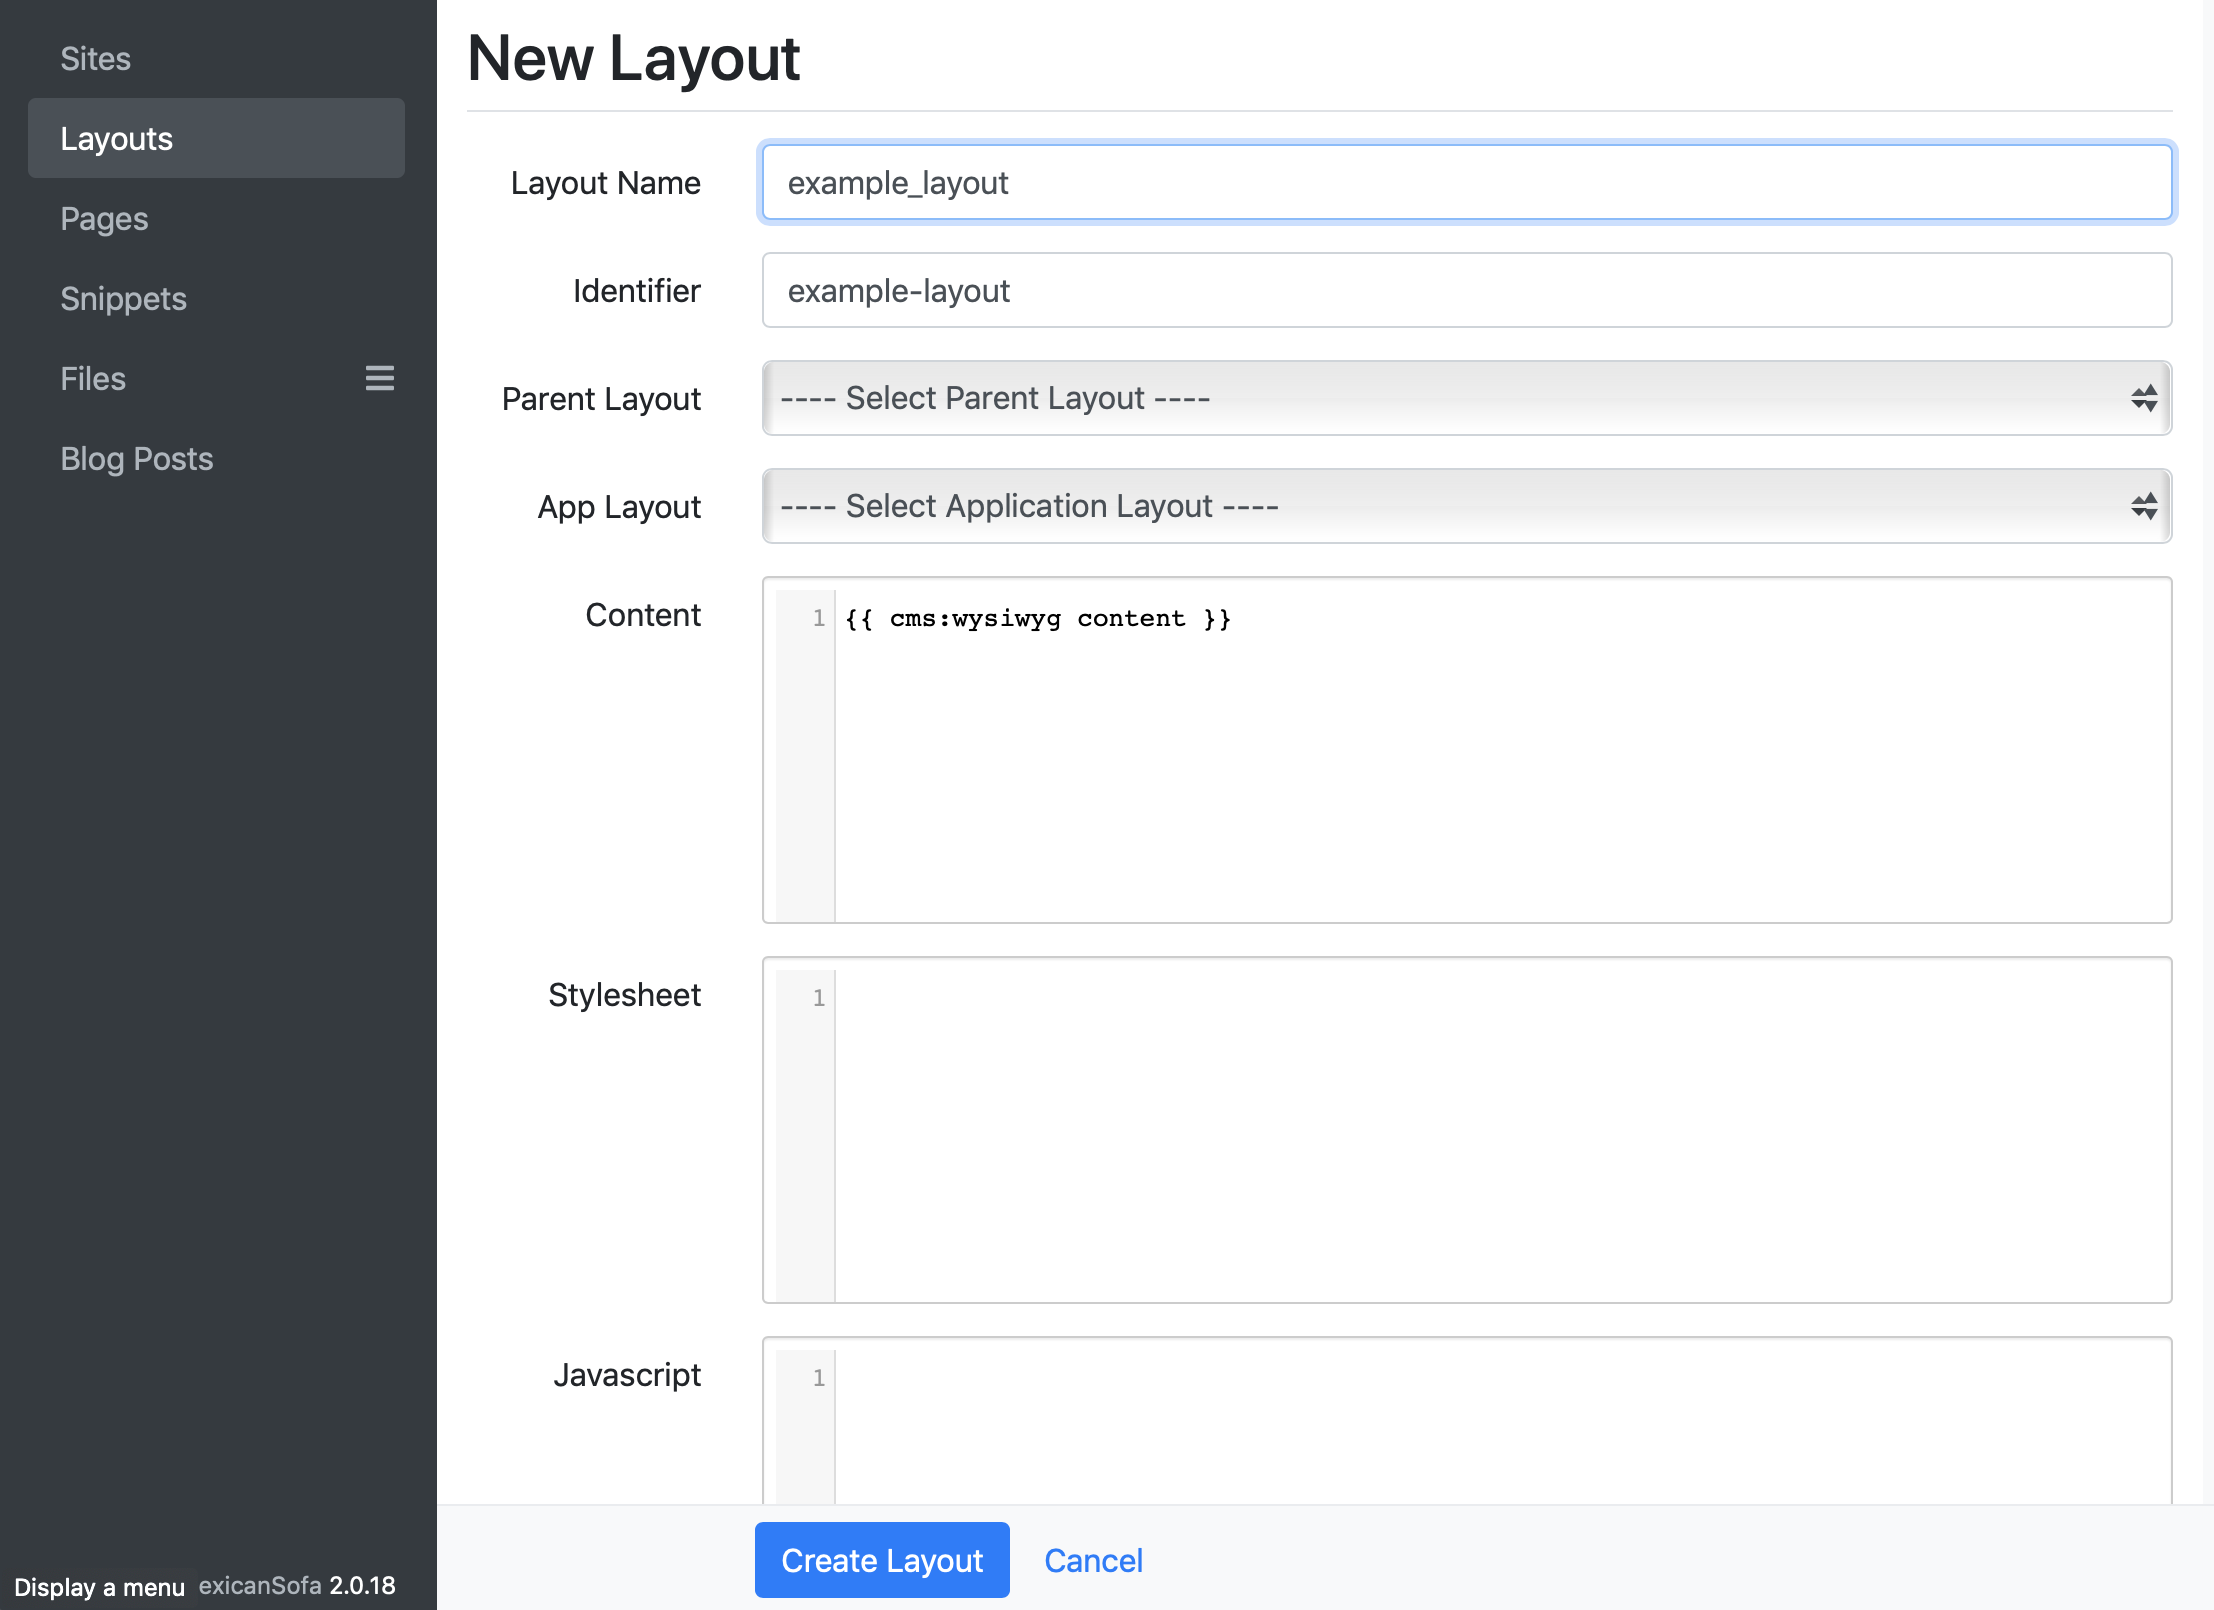 Sites
Layouts
Pages
Snippets
Files
Blog Posts
Display a menu exicanSofa 2.0.18
New Layout
Layout Name example_layout
Identifier example-layout
Parent Layout ---- Select Parent Layout ----
App Layout ---- Select Application Layout ----
Content 1 {{ cms:wysiwyg content }}
Stylesheet 1
Javascript 1
Create Layout Cancel